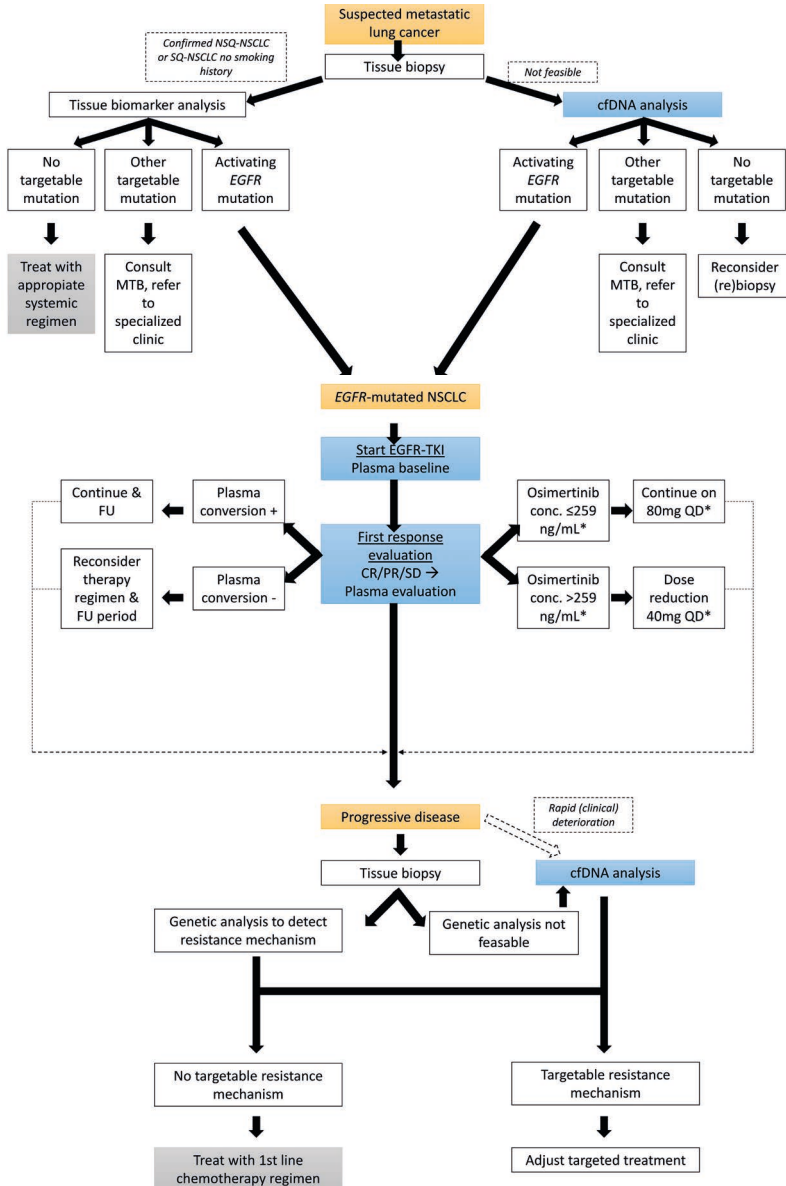 Suspected metastatic
lung cancer
Confirmed NSQ-NSCLC
or SQ-NSCLC no smoking
history
Tissue biopsy
Not feasible
Tissue biomarker analysis
cfDNA analysis
No
targetable
mutation
Other
targetable
mutation
Activating
EGFR
mutation
Activating
EGFR
mutation
Other
targetable
mutation
No
targetable
mutation
Treat with
appropiate
systemic
regimen
Consult
MTB, refer to
specialized
clinic
Consult
MTB, refer to
specialized
clinic
Reconsider
(re)biopsy
EGFR-mutated NSCLC
Start EGFR-TKI
Plasma baseline
Continue &
FU
Plasma
conversion +
First response
evaluation
CR/PR/SD →
Plasma evaluation
Osimertinib
conc. ≤259
ng/mL*
Continue on
80mg QD*
Reconsider
therapy
regimen &
FU period
Plasma
conversion -
Osimertinib
conc. >259
ng/mL*
Dose
reduction
40mg QD*
Progressive disease
Rapid (clinical)
deterioration
Tissue biopsy
cfDNA analysis
Genetic analysis to detect
resistance mechanism
Genetic analysis not
feasable
No targetable resistance
mechanism
Targetable resistance
mechanism
Treat with 1st line
chemotherapy regimen
Adjust targeted treatment